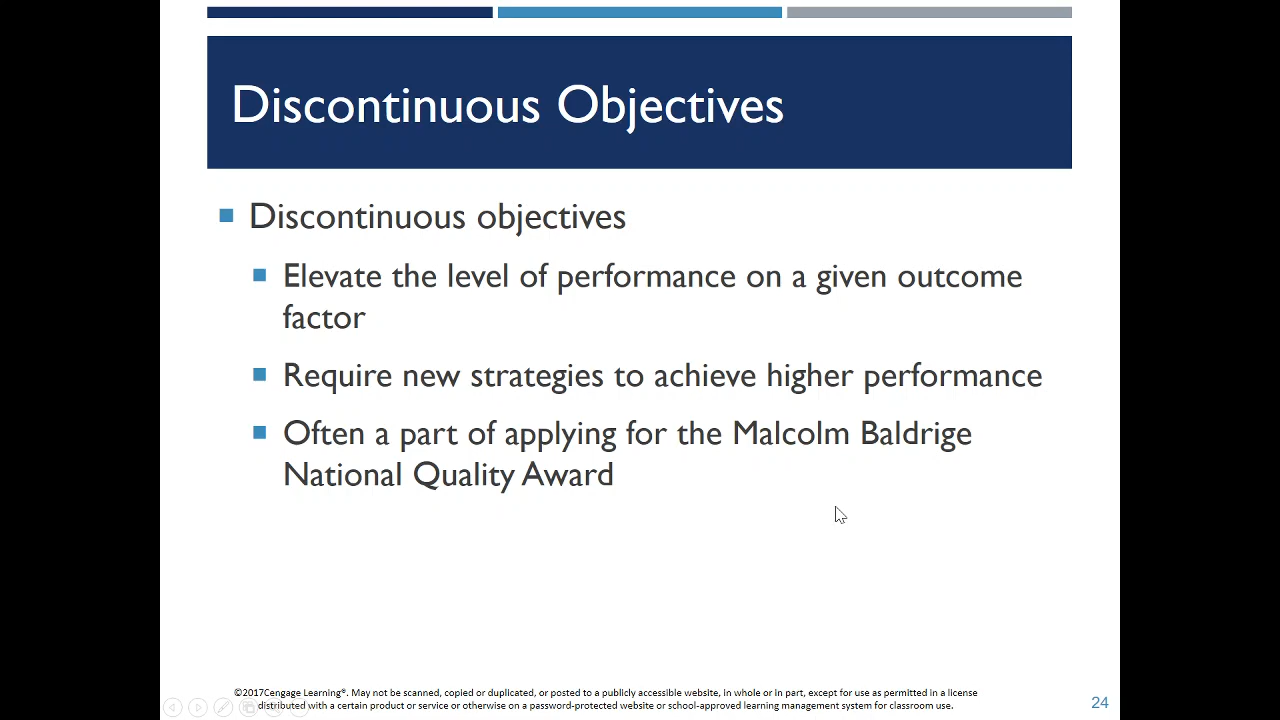 Discontinuous Objectives
Discontinuous objectives
Elevate the level of performance on a given outcome
factor
Require new strategies to achieve higher performance
Often a part of applying for the Malcolm Baldrige
National Quality Award
©2017Cengage Learning®. May not be scanned, copied or duplicated, or posted to a publicly accessible website, in whole or in part, except for use as permitted in a license
distributed with a certain product or service or otherwise on a password-protected website or school-approved learning management system for classroom use.
24